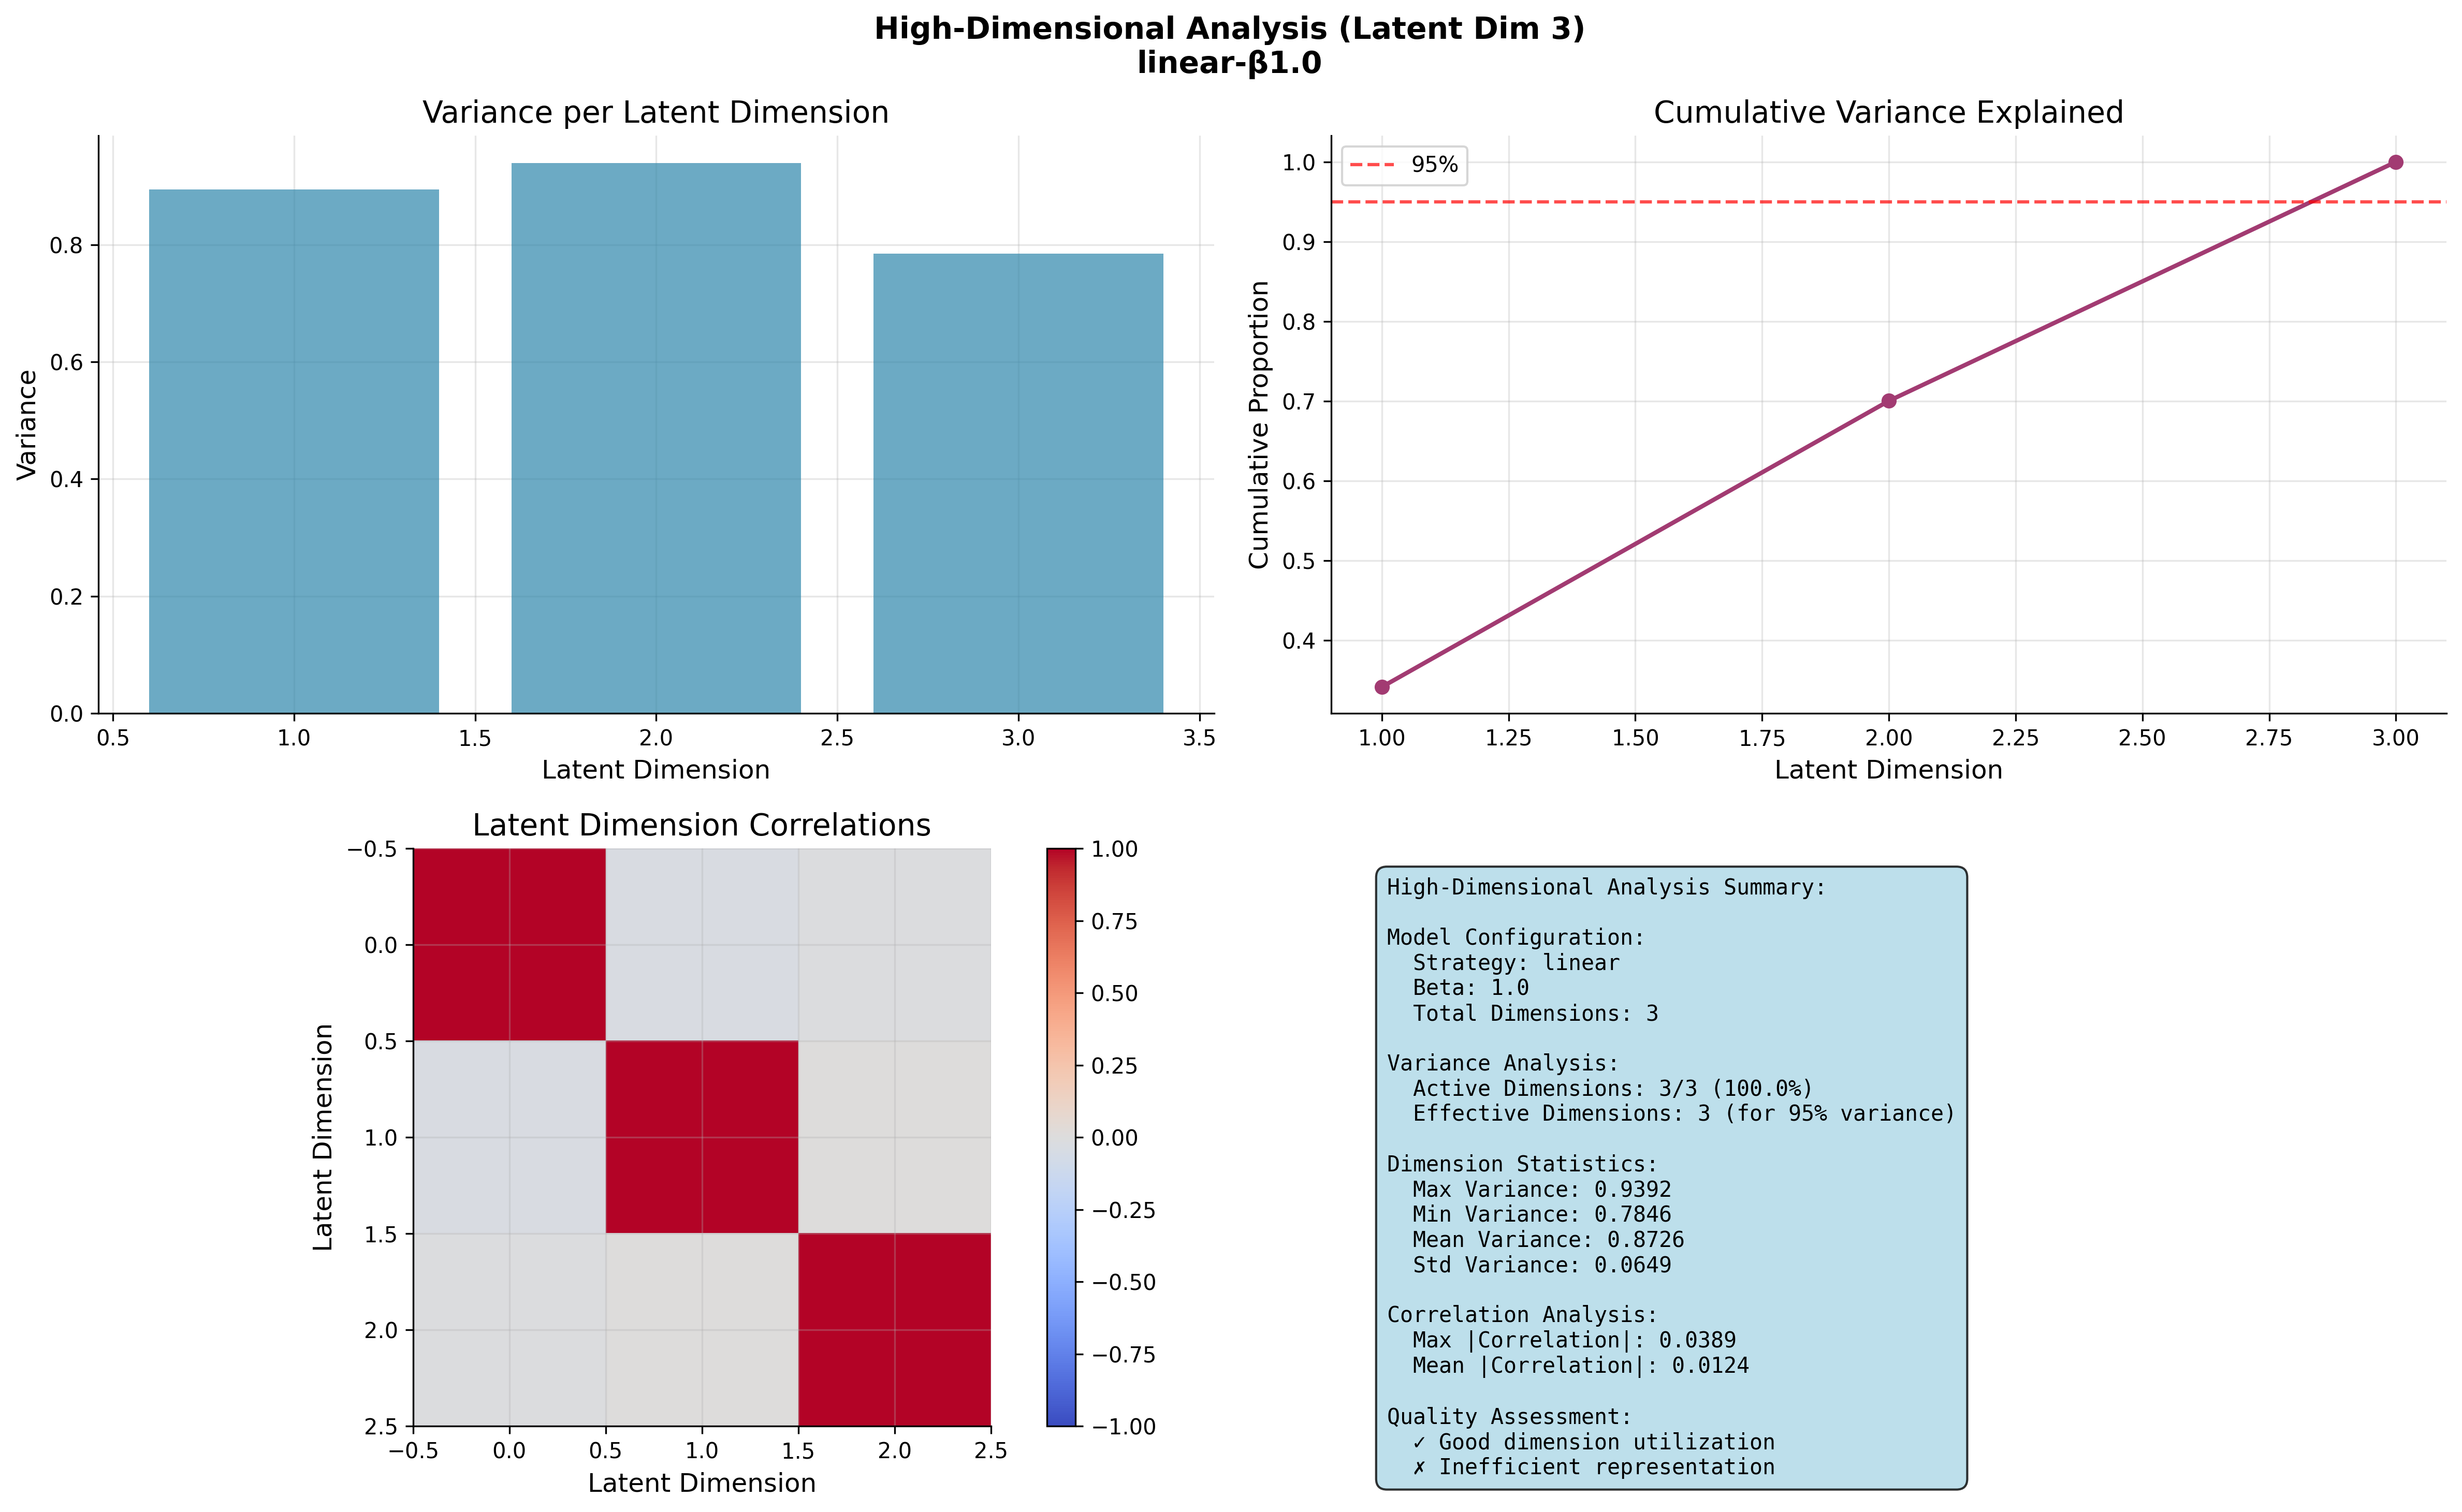 High-Dimensional Analysis (Latent Dim 3)
linear-β1.0
Variance per Latent Dimension
Variance
0.8
0.6
0.4
0.2
0.0
0.5 1.0 1.5 2.0 2.5 3.0 3.5
Latent Dimension
Cumulative Variance Explained
95%
Cumulative Proportion
1.0
0.9
0.8
0.7
0.6
0.5
0.4
1.00 1.25 1.50 1.75 2.00 2.25 2.50 2.75 3.00
Latent Dimension
Latent Dimension Correlations
Latent Dimension
−0.5
0.0
0.5
1.0
1.5
2.0
2.5
−0.5 0.0 0.5 1.0 1.5 2.0 2.5
Latent Dimension
1.00
0.75
0.50
0.25
0.00
−0.25
−0.50
−0.75
−1.00
High-Dimensional Analysis Summary:
Model Configuration:
Strategy: linear
Beta: 1.0
Total Dimensions: 3
Variance Analysis:
Active Dimensions: 3/3 (100.0%)
Effective Dimensions: 3 (for 95% variance)
Dimension Statistics:
Max Variance: 0.9392
Min Variance: 0.7846
Mean Variance: 0.8726
Std Variance: 0.0649
Correlation Analysis:
Max |Correlation|: 0.0389
Mean |Correlation|: 0.0124
Quality Assessment:
✓ Good dimension utilization
✗ Inefficient representation